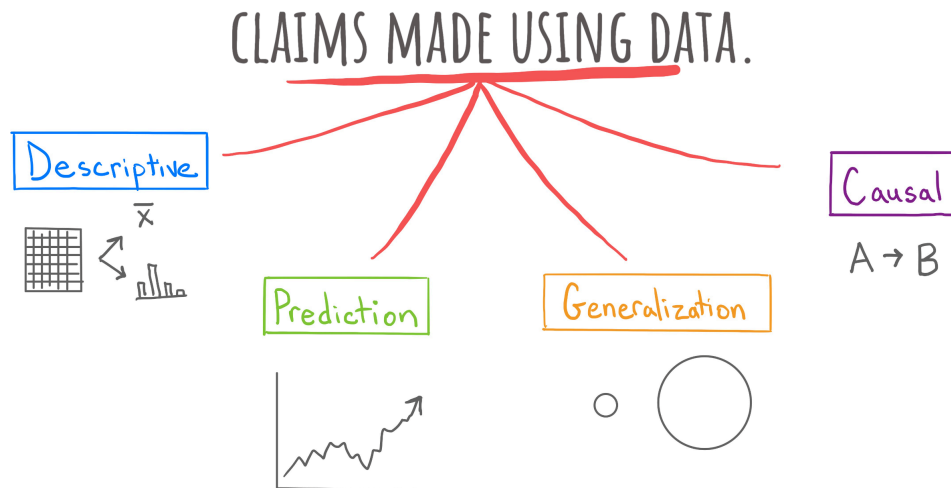 CLAIMS MADE USING DATA.
Descriptive
x̅
Prediction
Generalization
Causal
A → B